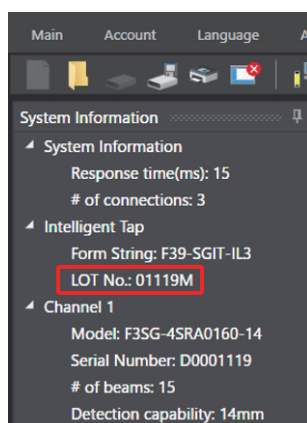 Main Account Language
System Information
System Information
Response time(ms): 15
# of connections: 3
Intelligent Tap
Form String: F39-SGIT-IL3
LOT No.: 01119M
Channel 1
Model: F3SG-4SRA0160-14
Serial Number: D0001119
# of beams: 15
Detection capability: 14mm